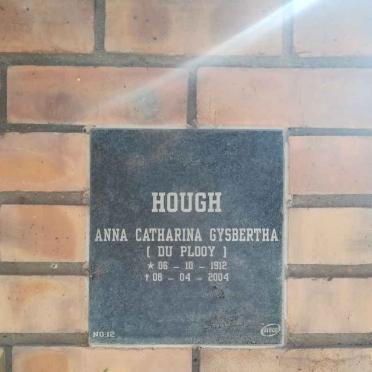 HOUGH
ANNA CATHARINA GYSBERTHA
( DU PLOOY )
★ 06 - 10 - 1912
✝ 08 - 04 - 2004
NO-12